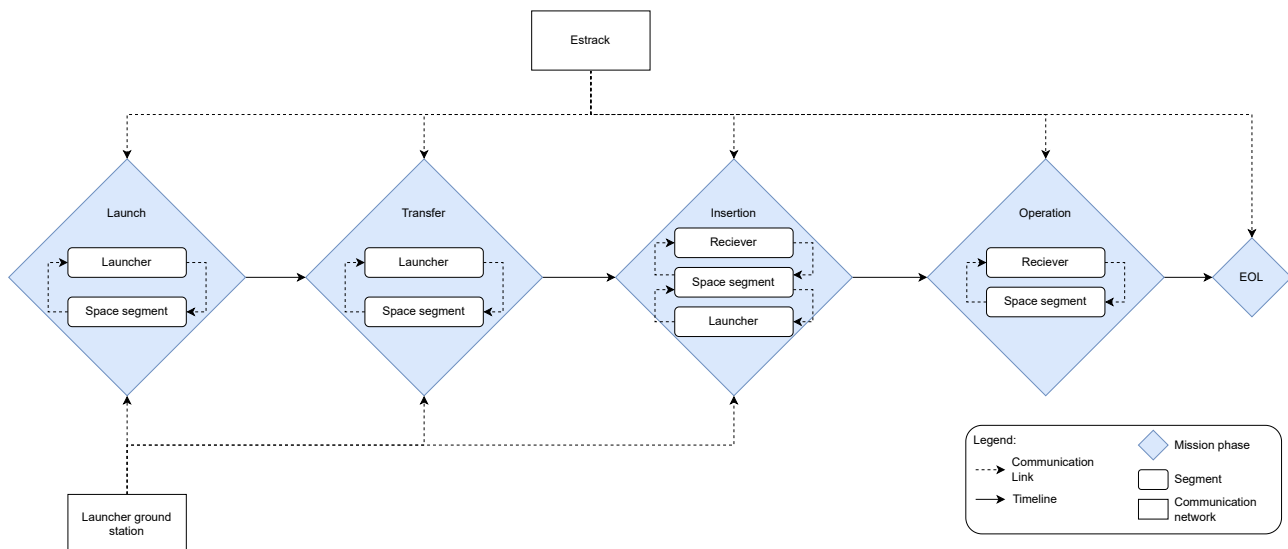 Estrack
Launch
Launcher
Space segment
Transfer
Launcher
Space segment
Insertion
Reciever
Space segment
Launcher
Operation
Reciever
Space segment
EOL
Launcher ground
station
Legend:
Communication
Link
Timeline
Mission phase
Segment
Communication
network